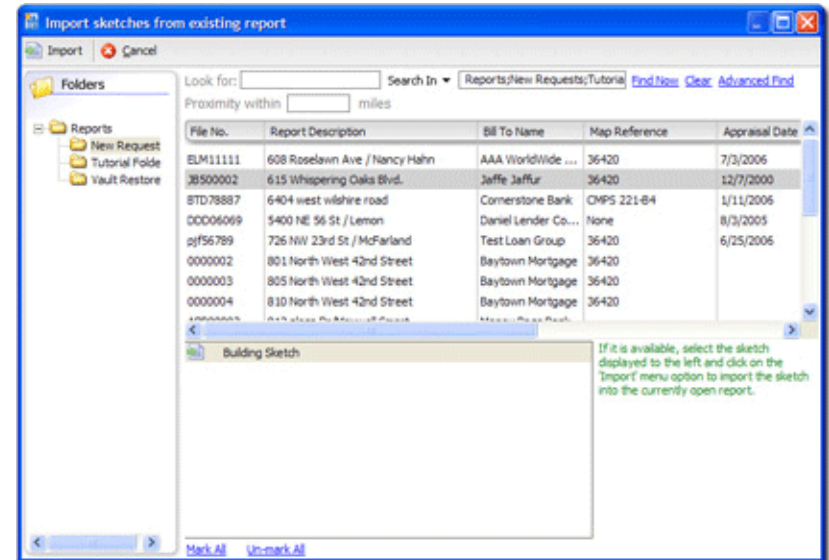 Import sketches from existing report
Import Cancel
Folders
Reports
New Request
Tutorial Folde
Vault Restore
Look for: Search In Reports;New Requests;Tutoria Find Now Clear Advanced Find
Proximity within miles
File No. Report Description Bill To Name Map Reference Appraisal Date
ELM11111 608 Roselawn Ave / Nancy Hahn AAA WorldWide ... 36420 7/3/2006
JB500002 615 Whispering Oaks Blvd. Jaffe Jaffur 36420 12/7/2000
BTD78887 6404 west wilshire road Cornerstone Bank CMPS 221-B4 1/11/2006
DDD06069 5400 NE 56 St / Lemon Daniel Lender Co... None 8/3/2005
pjf56789 726 NW 23rd St / McFarland Test Loan Group 36420 6/25/2006
0000002 801 North West 42nd Street Baytown Mortgage 36420
0000003 805 North West 42nd Street Baytown Mortgage 36420
0000004 810 North West 42nd Street Baytown Mortgage 36420
Building Sketch
If it is available, select the sketch
displayed to the left and click on the
'Import' menu option to import the sketch
into the currently open report.
Mark All Un-mark All